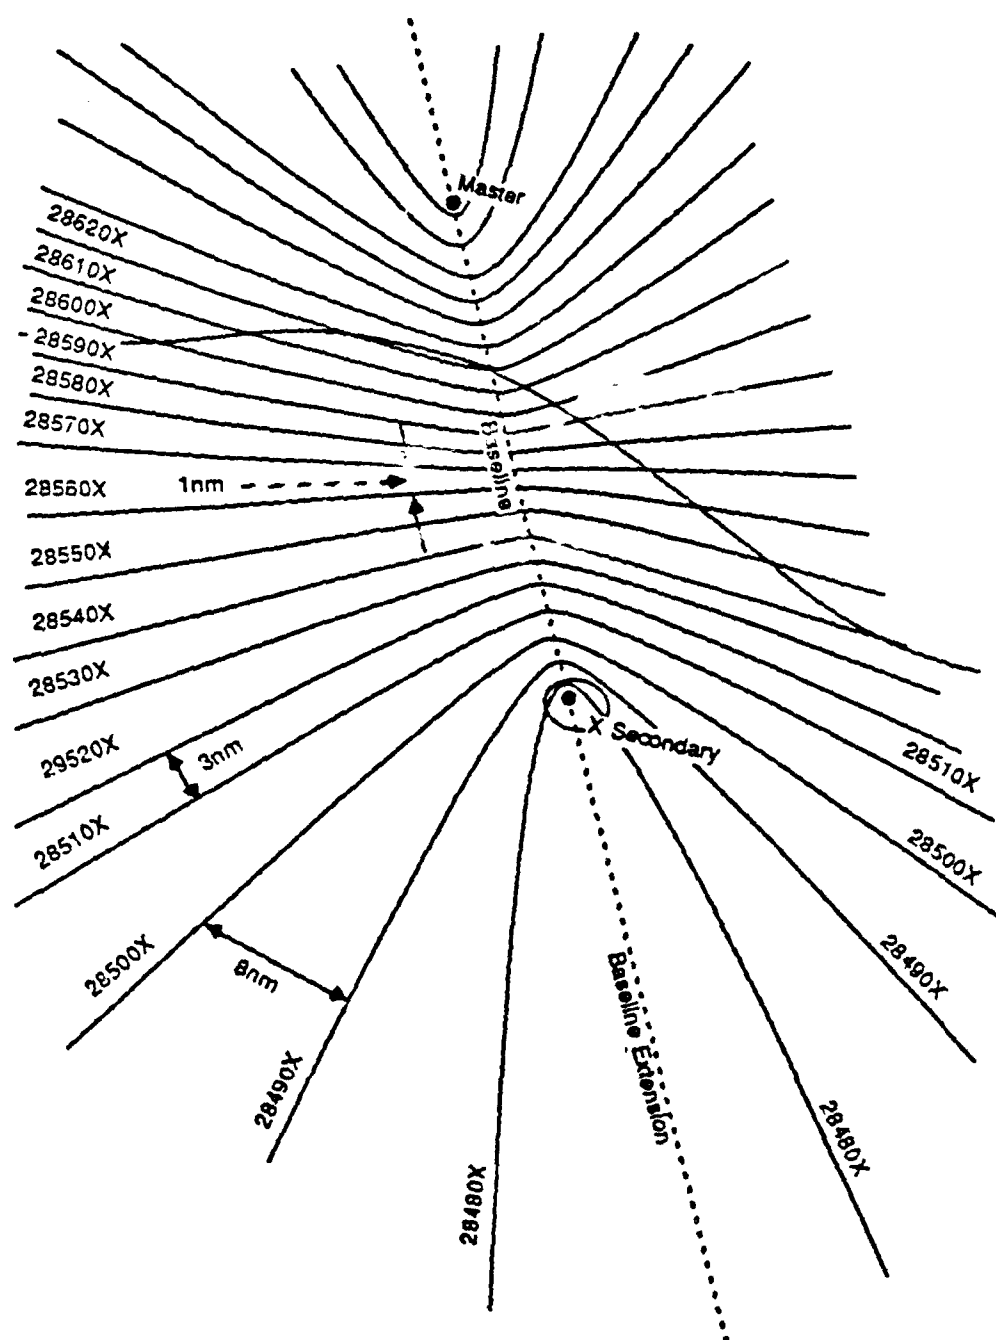 Master
28620X
28610X
28600X
28590X
28580X
28570X
28560X
1nm
Baseline
28550X
28540X
28530X
29520X
3nm
X Secondary
28510X
28510X
28500X
28500X
8nm
28490X
Baseline Extension
28490X
28480X
28480X